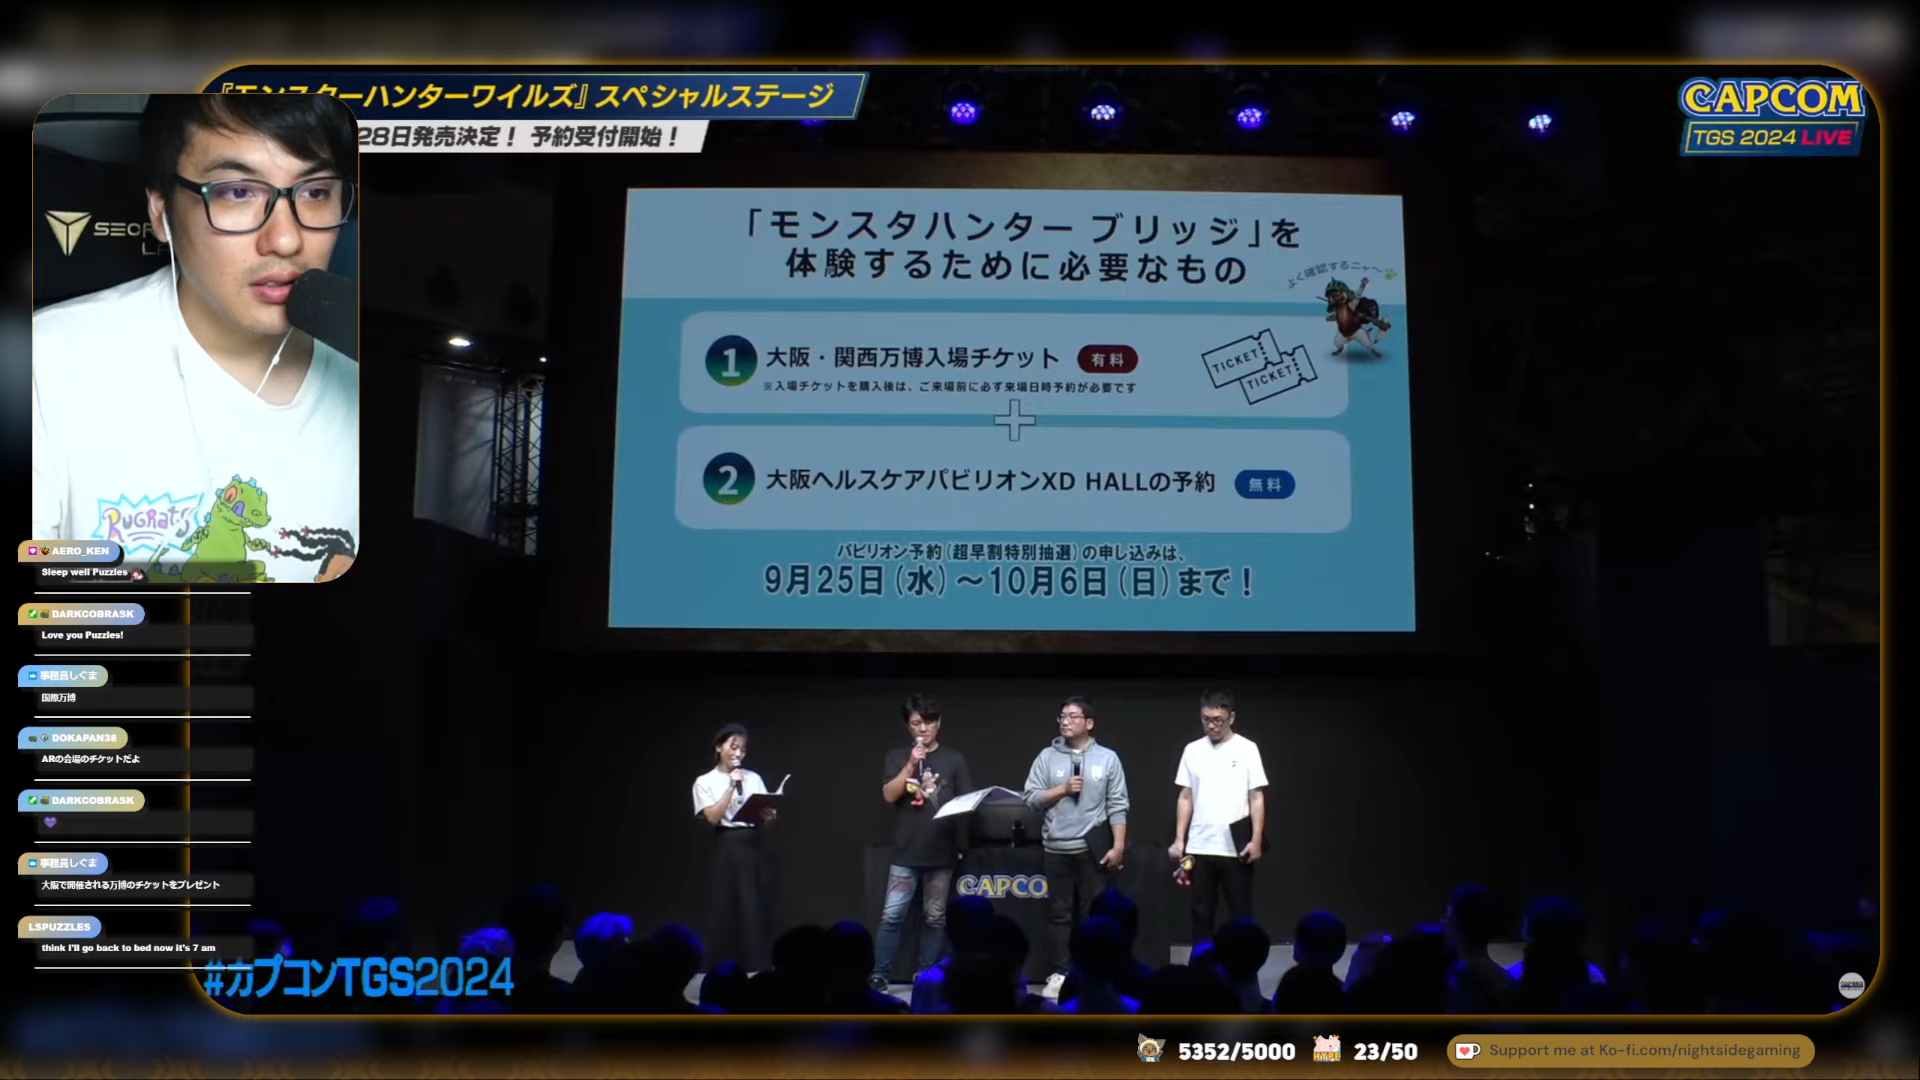 『モンスターハンターワイルズ』スペシャルステージ
28日発売決定! 予約受付開始!
CAPCOM
TGS 2024 LIVE
「モンスタハンター ブリッジ」を
体験するために必要なもの
よく確認するニャ～
1 大阪・関西万博入場チケット 有料
※入場チケットを購入後は、ご来場前に必ず来場日時予約が必要です
TICKET
TICKET
2 大阪ヘルスケアパビリオンXD HALLの予約 無料
パビリオン予約(超早割特別抽選)の申し込みは、
9月25日(水)～10月6日(日)まで!
RUGRATS
AERO_KEN
Sleep well Puzzles
DARKCOBRASK
Love you Puzzles!
事務員しぐま
国際万博
DOKAPAN38
ARの会場のチケットだよ
DARKCOBRASK
事務員しぐま
大阪で開催される万博のチケットをプレゼント
LSPUZZLES
think I'll go back to bed now it's 7 am
CAPCO
#カプコンTGS2024
5352/5000
HYPE
23/50
Support me at Ko-fi.com/nightsidegaming